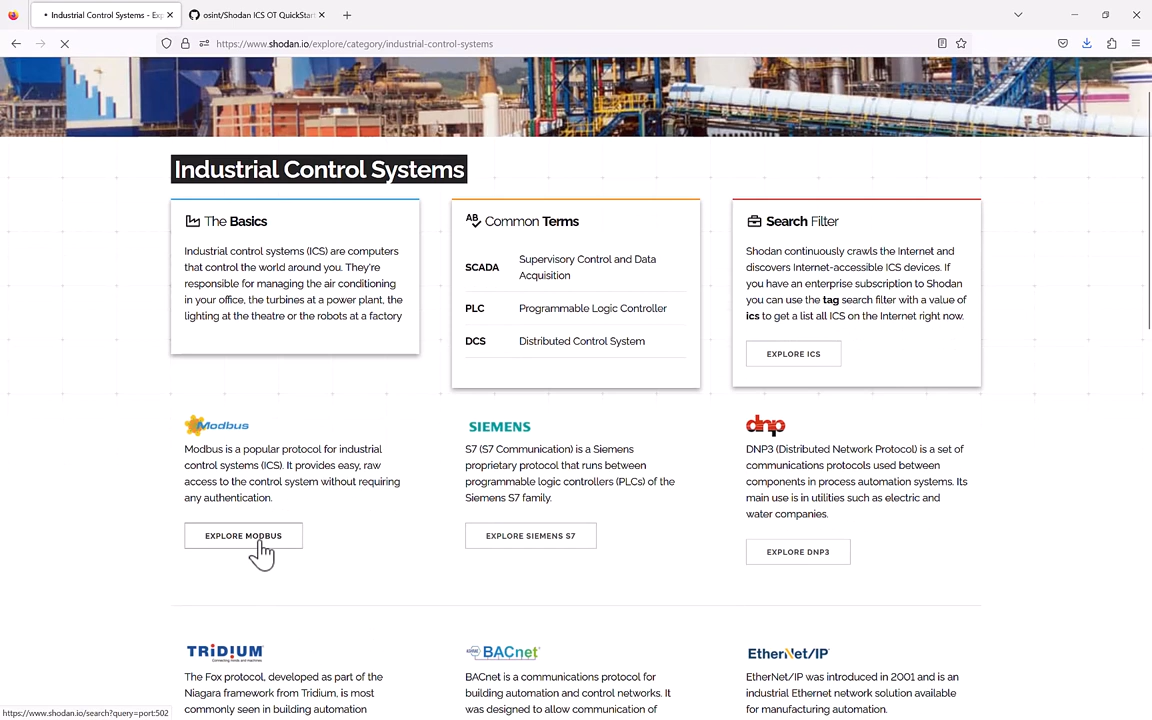 Industrial Control Systems - Exp
osint/Shodan ICS OT QuickStart
https://www.shodan.io/explore/category/industrial-control-systems
Industrial Control Systems
The Basics
Industrial control systems (ICS) are computers
that control the world around you. They're
responsible for managing the air conditioning
in your office, the turbines at a power plant, the
lighting at the theatre or the robots at a factory
AB
Common Terms
SCADA
Supervisory Control and Data
Acquisition
PLC
Programmable Logic Controller
DCS
Distributed Control System
Search Filter
Shodan continuously crawls the Internet and
discovers Internet-accessible ICS devices. If
you have an enterprise subscription to Shodan
you can use the tag search filter with a value of
ics to get a list all ICS on the Internet right now.
EXPLORE ICS
Modbus
Modbus is a popular protocol for industrial
control systems (ICS). It provides easy, raw
access to the control system without requiring
any authentication.
EXPLORE MODBUS
SIEMENS
S7 (S7 Communication) is a Siemens
proprietary protocol that runs between
programmable logic controllers (PLCs) of the
Siemens S7 family.
EXPLORE SIEMENS S7
dnp
DNP3 (Distributed Network Protocol) is a set of
communications protocols used between
components in process automation systems. Its
main use is in utilities such as electric and
water companies.
EXPLORE DNP3
TRIDIUM
The Fox protocol, developed as part of the
Niagara framework from Tridium, is most
commonly seen in building automation
BACnet
BACnet is a communications protocol for
building automation and control networks. It
was designed to allow communication of
EtherNet/IP
EtherNet/IP was introduced in 2001 and is an
industrial Ethernet network solution available
for manufacturing automation.
https://www.shodan.io/search?query=port:502